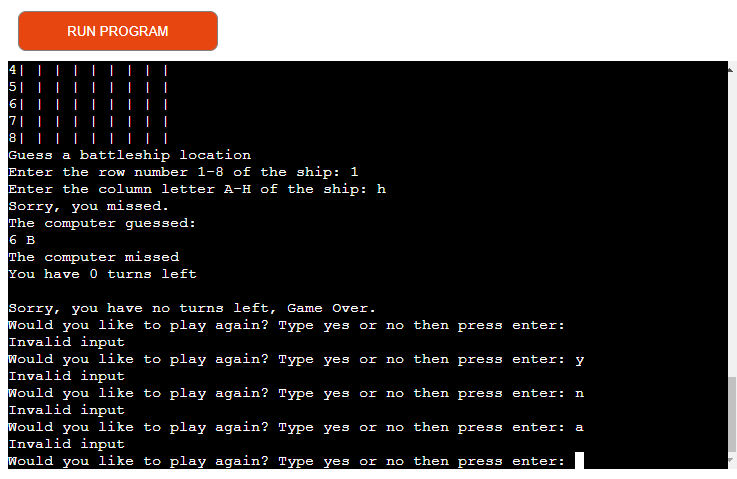 RUN PROGRAM
4| | | | | | | | |
5| | | | | | | | |
6| | | | | | | | |
7| | | | | | | | |
8| | | | | | | | |
Guess a battleship location
Enter the row number 1-8 of the ship: 1
Enter the column letter A-H of the ship: h
Sorry, you missed.
The computer guessed:
6 B
The computer missed
You have 0 turns left
Sorry, you have no turns left, Game Over.
Would you like to play again? Type yes or no then press enter:
Invalid input
Would you like to play again? Type yes or no then press enter: y
Invalid input
Would you like to play again? Type yes or no then press enter: n
Invalid input
Would you like to play again? Type yes or no then press enter: a
Invalid input
Would you like to play again? Type yes or no then press enter: